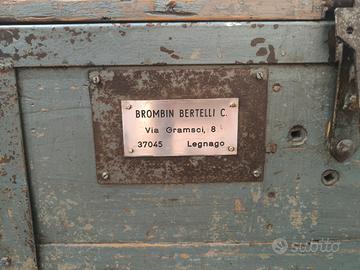 BROMBIN BERTELLI C.
Via Gramsci, 8
37045 Legnago
subito